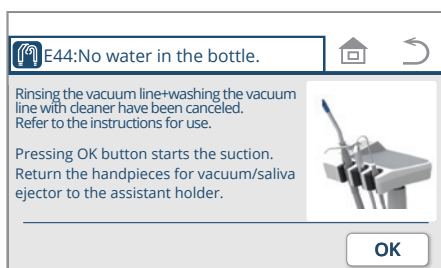 E44:No water in the bottle.
Rinsing the vacuum line+washing the vacuum
line with cleaner have been canceled.
Refer to the instructions for use.
Pressing OK button starts the suction.
Return the handpieces for vacuum/saliva
ejector to the assistant holder.
OK